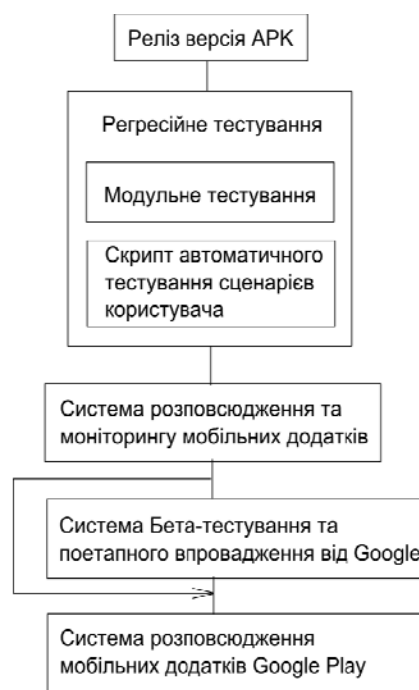 Реліз версія APK
Регресійне тестування
Модульне тестування
Скрипт автоматичного
тестування сценаріїв
користувача
Система розповсюдження та
моніторингу мобільних додатків
Система Бета-тестування та
поетапного впровадження від Google
Система розповсюдження
мобільних додатків Google Play